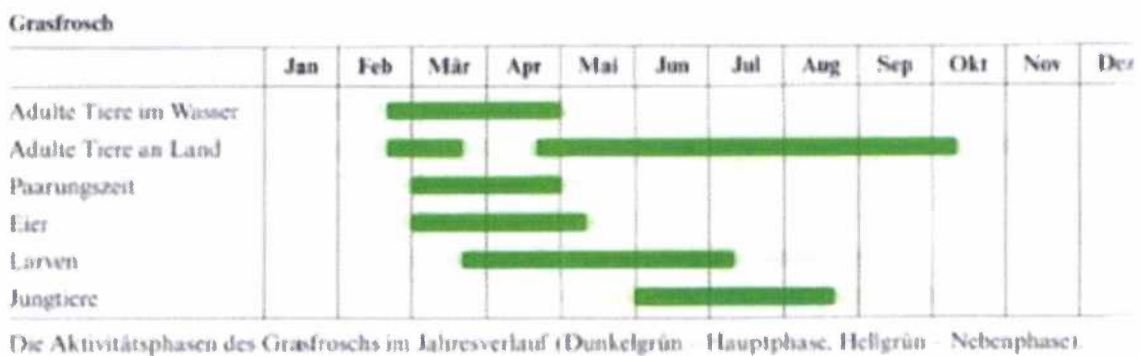 Grasfrosch
Jan Feb Mär Apr Mai Jun Jul Aug Sep Okt Nov Dez
Adulte Tiere im Wasser
Adulte Tiere an Land
Paarungszeit
Eier
Larven
Jungtiere
Die Aktivitätsphasen des Grasfroschs im Jahresverlauf (Dunkelgrün - Hauptphase, Hellgrün - Nebenphase).